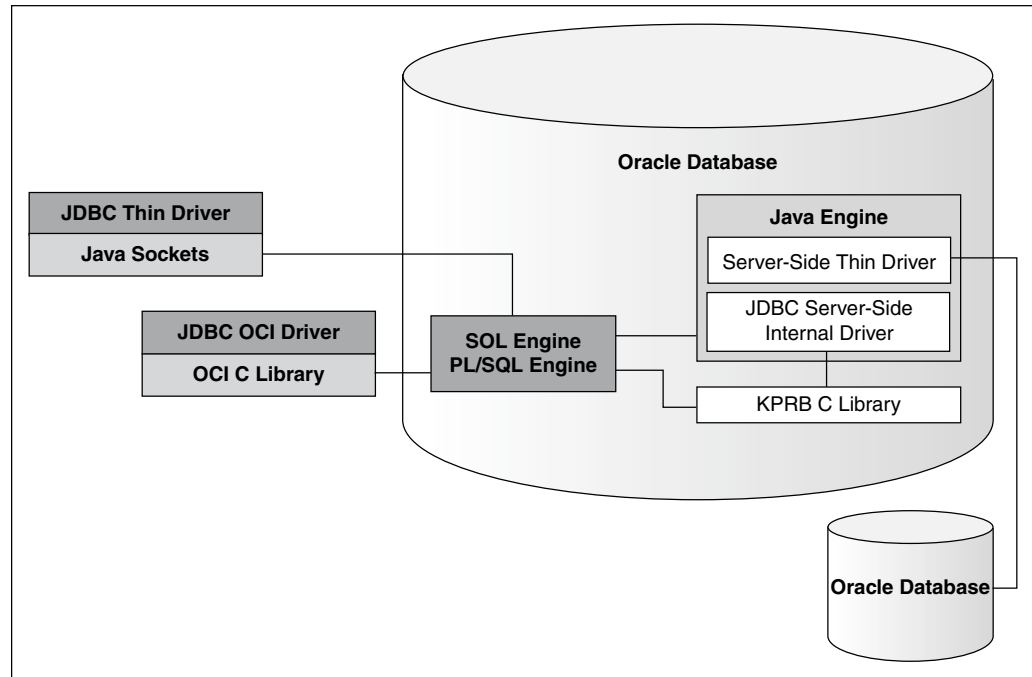 Oracle Database
JDBC Thin Driver
Java Sockets
JDBC OCI Driver
OCI C Library
SOL Engine
PL/SQL Engine
Java Engine
Server-Side Thin Driver
JDBC Server-Side
Internal Driver
KPRB C Library
Oracle Database